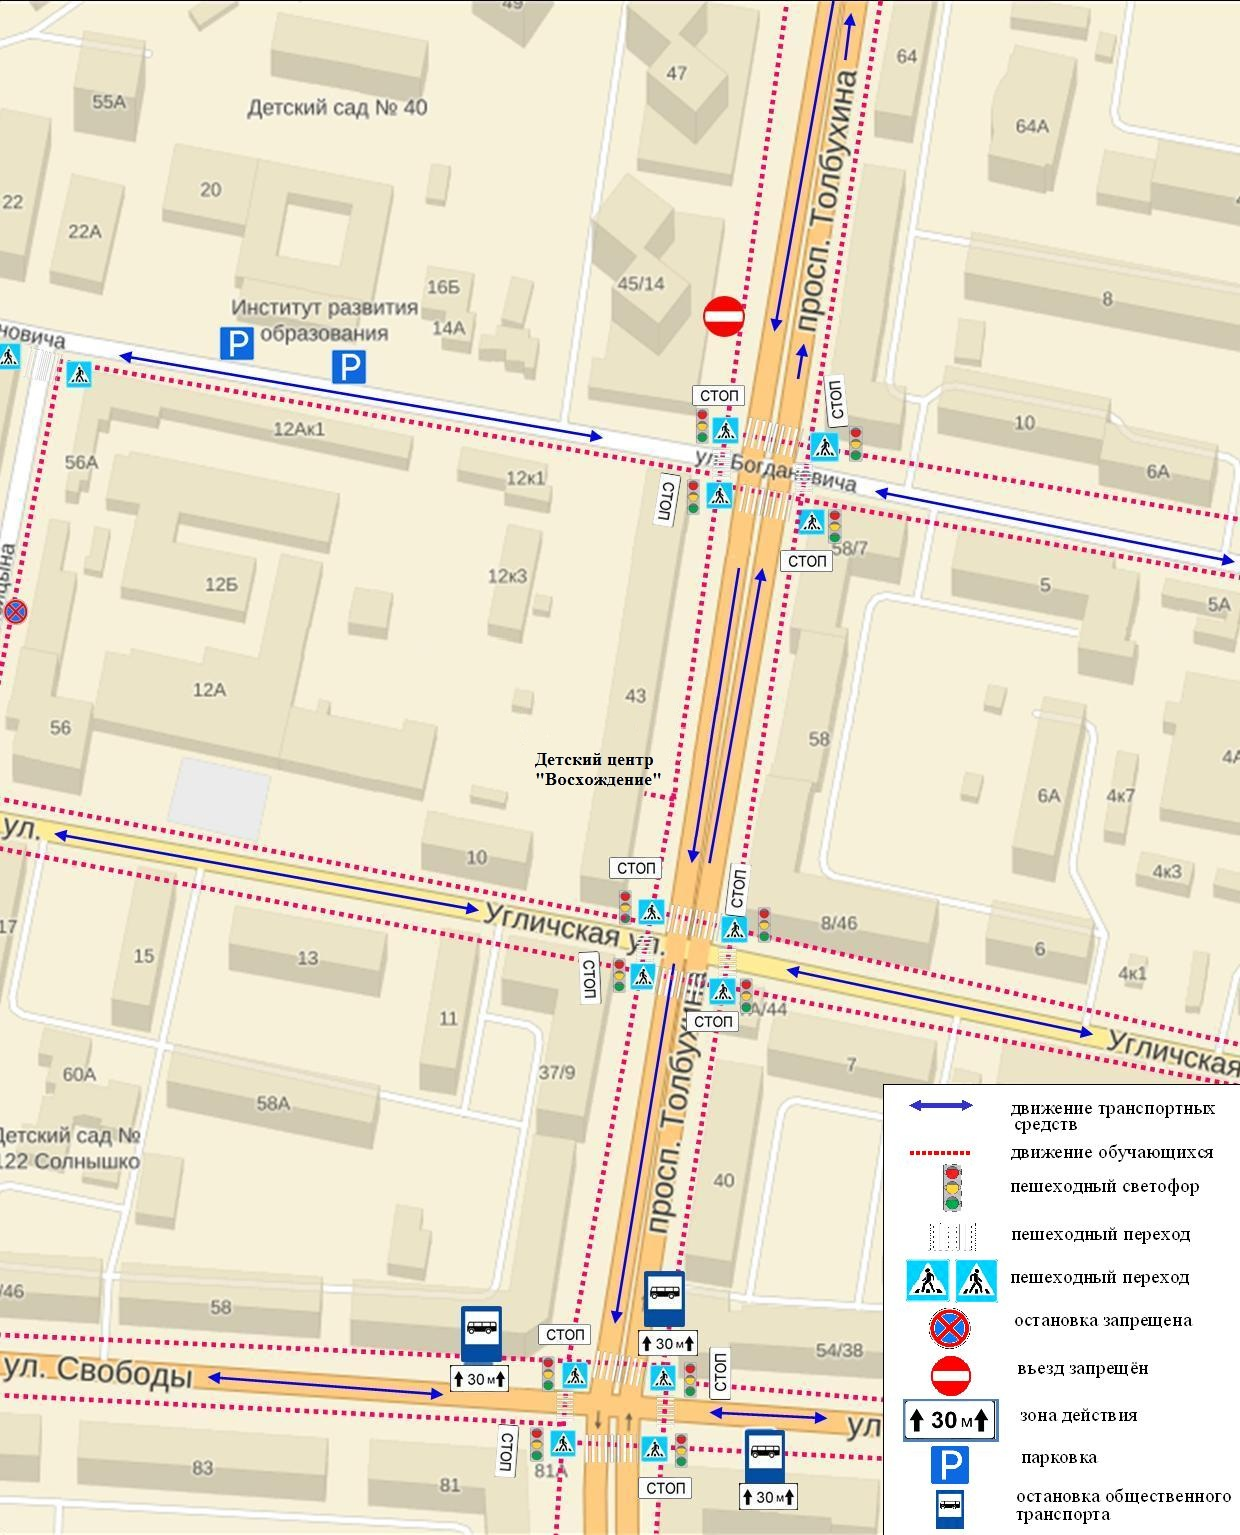 49
47
64
55А
Детский сад № 40
64А
20
22
22А
просп. Толбухина
16Б
45/14
8
Институт развития
образования
14А
новича
P
P
СТОП
СТОП
12Ак1
10
56А
ул. Богдановича
12к1
6А
СТОП
58/7
СТОП
12Б
12к3
5
5А
12А
43
56
58
Детский центр
"Восхождение"
6А
4к7
ул.
10
СТОП
СТОП
4к3
17
15
13
Угличская ул.
8/46
6
4к1
СТОП
СТОП
А/44
11
Угличская
60А
37/9
7
58А
Детский сад №
122 Солнышко
просп. Толбухина
40
/46
58
СТОП
30 м
54/38
ул. Свободы
30 м
СТОП
ул
СТОП
83
81
81А
СТОП
30 м
движение транспортных
средств
движение обучающихся
пешеходный светофор
пешеходный переход
пешеходный переход
остановка запрещена
въезд запрещён
30 м
зона действия
P
парковка
остановка общественного
транспорта